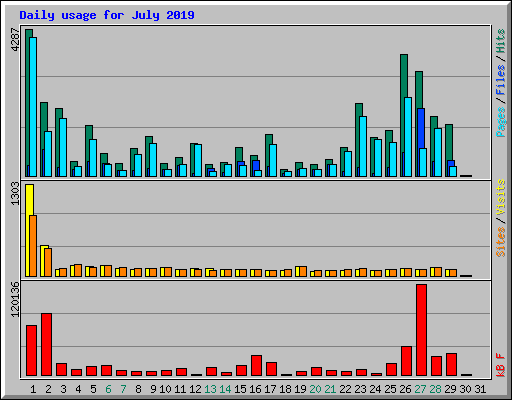 Daily usage for July 2019
4287
Pages / Files / Hits
1303
Sites / Visits
120136
kB F
1 2 3 4 5 6 7 8 9 10 11 12 13 14 15 16 17 18 19 20 21 22 23 24 25 26 27 28 29 30 31